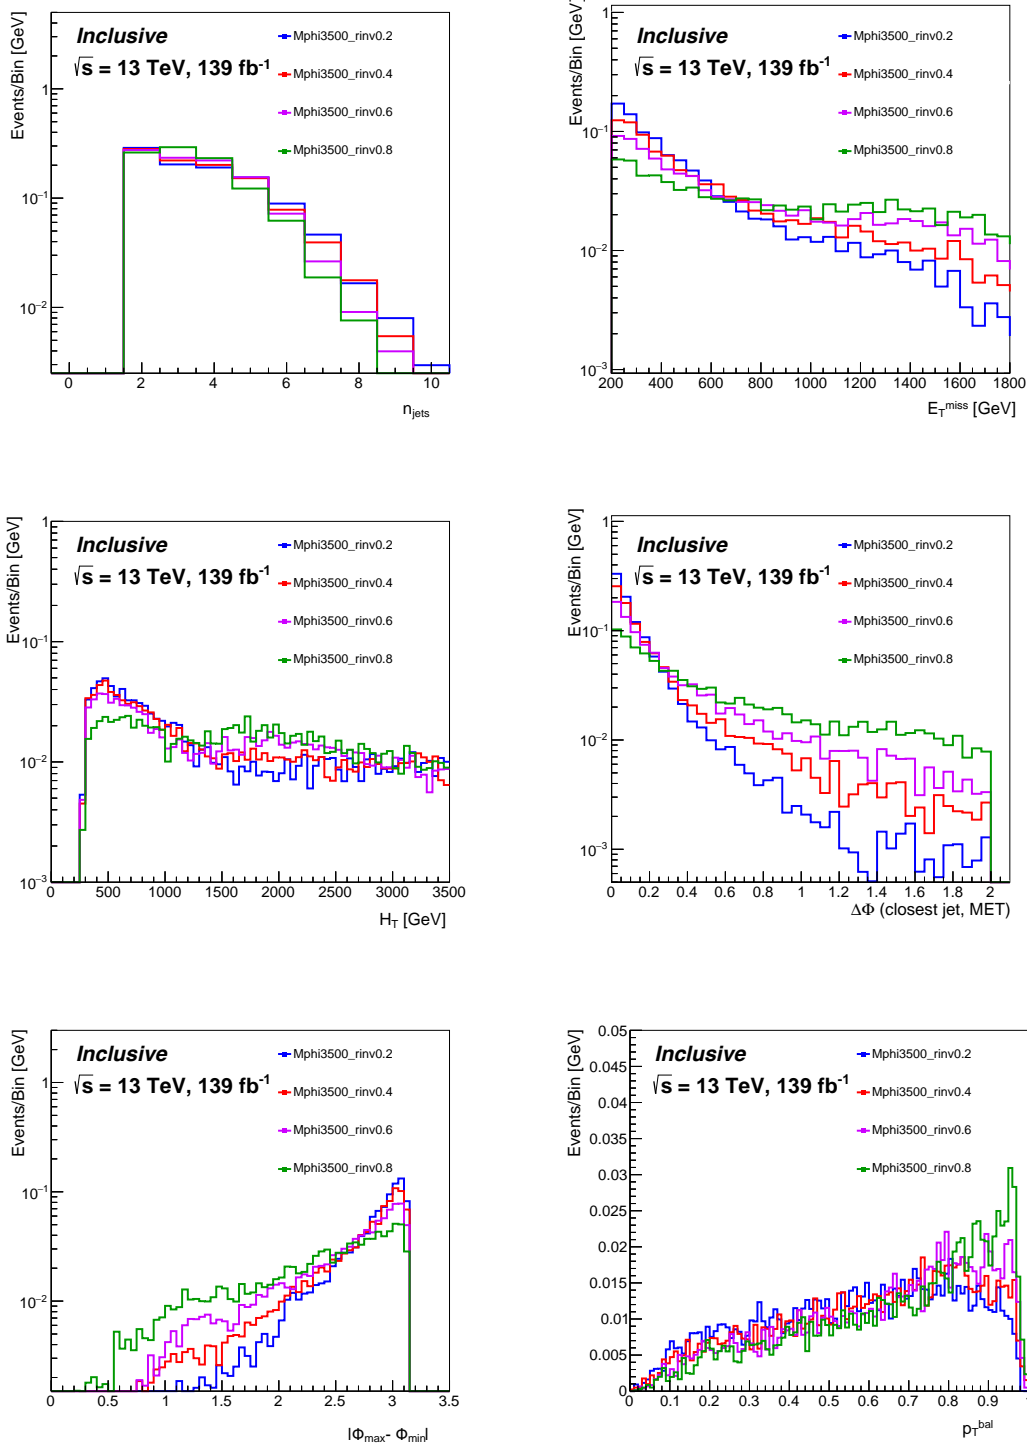 Events/Bin [GeV]
Inclusive
√s = 13 TeV, 139 fb⁻¹
Mphi3500_rinv0.2
Mphi3500_rinv0.4
Mphi3500_rinv0.6
Mphi3500_rinv0.8
10⁻¹
10⁻²
0 2 4 6 8 10
n_jets
Events/Bin [GeV]
Inclusive
√s = 13 TeV, 139 fb⁻¹
Mphi3500_rinv0.2
Mphi3500_rinv0.4
Mphi3500_rinv0.6
Mphi3500_rinv0.8
1
10⁻¹
10⁻²
10⁻³
200 400 600 800 1000 1200 1400 1600 1800
E_T^miss [GeV]
Events/Bin [GeV]
Inclusive
√s = 13 TeV, 139 fb⁻¹
Mphi3500_rinv0.2
Mphi3500_rinv0.4
Mphi3500_rinv0.6
Mphi3500_rinv0.8
1
10⁻¹
10⁻²
10⁻³
0 500 1000 1500 2000 2500 3000 3500
H_T [GeV]
Events/Bin [GeV]
Inclusive
√s = 13 TeV, 139 fb⁻¹
Mphi3500_rinv0.2
Mphi3500_rinv0.4
Mphi3500_rinv0.6
Mphi3500_rinv0.8
1
10⁻¹
10⁻²
10⁻³
0 0.2 0.4 0.6 0.8 1 1.2 1.4 1.6 1.8 2
ΔΦ (closest jet, MET)
Events/Bin [GeV]
Inclusive
√s = 13 TeV, 139 fb⁻¹
Mphi3500_rinv0.2
Mphi3500_rinv0.4
Mphi3500_rinv0.6
Mphi3500_rinv0.8
1
10⁻¹
10⁻²
0 0.5 1 1.5 2 2.5 3 3.5
|Φ_max - Φ_min|
Events/Bin [GeV]
Inclusive
√s = 13 TeV, 139 fb⁻¹
Mphi3500_rinv0.2
Mphi3500_rinv0.4
Mphi3500_rinv0.6
Mphi3500_rinv0.8
0.05
0.045
0.04
0.035
0.03
0.025
0.02
0.015
0.01
0.005
0
0 0.1 0.2 0.3 0.4 0.5 0.6 0.7 0.8 0.9 1
p_T^bal